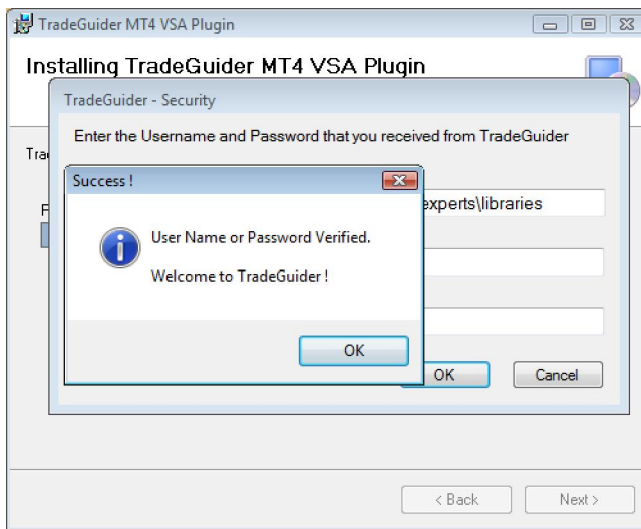 TradeGuider MT4 VSA Plugin
Installing TradeGuider MT4 VSA Plugin
TradeGuider - Security
Enter the Username and Password that you received from TradeGuider
Success !
experts\libraries
User Name or Password Verified.
Welcome to TradeGuider !
OK
OK
Cancel
< Back
Next >